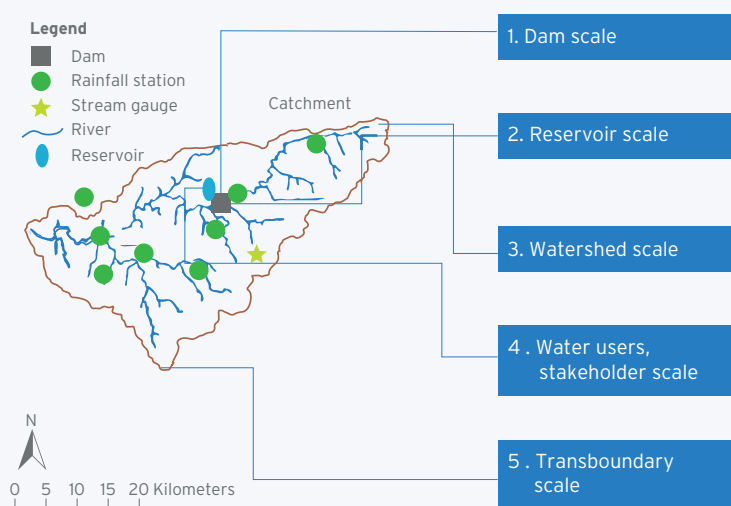 Legend
Dam
Rainfall station
Stream gauge
River
Reservoir
Catchment
1. Dam scale
2. Reservoir scale
3. Watershed scale
4 . Water users,
stakeholder scale
5 . Transboundary
scale
N
0 5 10 15 20 Kilometers